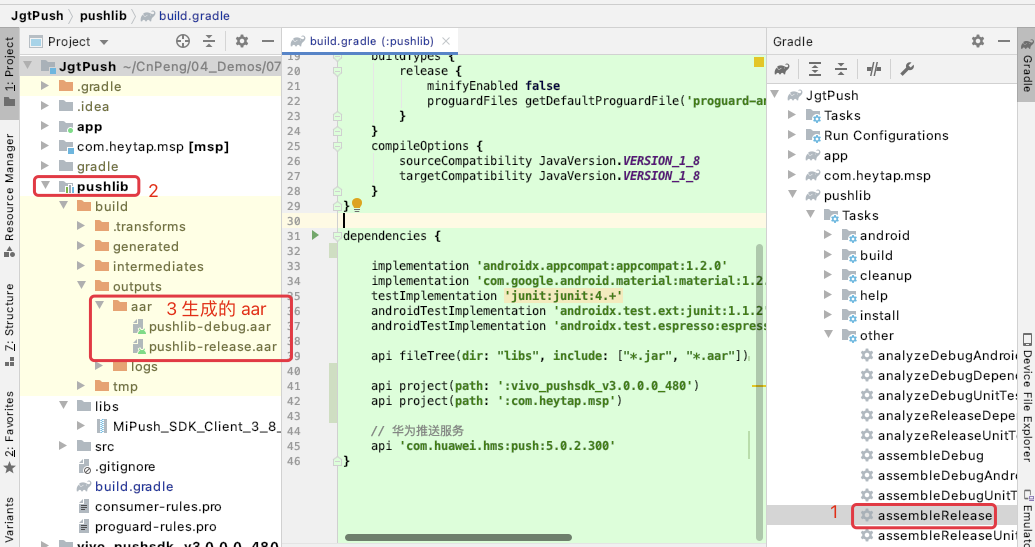 JgtPush
pushlib
build.gradle
Project
build.gradle (:pushlib)
Gradle
1: Project
Resource Manager
7: Structure
2: Favorites
Variants
JgtPush ~/CnPeng/04_Demos/07
.gradle
.idea
app
com.heytap.msp [msp]
gradle
pushlib
2
build
.transforms
generated
intermediates
outputs
aar
3 生成的 aar
pushlib-debug.aar
pushlib-release.aar
logs
tmp
libs
MiPush_SDK_Client_3_8_
src
.gitignore
build.gradle
consumer-rules.pro
proguard-rules.pro
vivo_pushsdk_v3.0.0.0_480
19 buildTypes {
20 release {
21 minifyEnabled false
22 proguardFiles getDefaultProguardFile('proguard-an
23 }
24 }
25 compileOptions {
26 sourceCompatibility JavaVersion.VERSION_1_8
27 targetCompatibility JavaVersion.VERSION_1_8
28 }
29 }
30
31 dependencies {
32
33 implementation 'androidx.appcompat:appcompat:1.2.0'
34 implementation 'com.google.android.material:material:1.2.
35 testImplementation 'junit:junit:4.+'
36 androidTestImplementation 'androidx.test.ext:junit:1.1.2'
37 androidTestImplementation 'androidx.test.espresso:espres
38
39 api fileTree(dir: "libs", include: ["*.jar", "*.aar"])
40
41 api project(path: ':vivo_pushsdk_v3.0.0.0_480')
42 api project(path: ':com.heytap.msp')
43
44 // 华为推送服务
45 api 'com.huawei.hms:push:5.0.2.300'
46 }
JgtPush
Tasks
Run Configurations
app
com.heytap.msp
pushlib
Tasks
android
build
cleanup
help
install
other
analyzeDebugAndroid
analyzeDebugDepen
analyzeDebugUnitTes
analyzeReleaseDepe
analyzeReleaseUnitT
assembleDebug
assembleDebugAndr
assembleDebugUnitT
1
assembleRelease
assembleReleaseUni
Gradle
Device File Explorer
Emulato